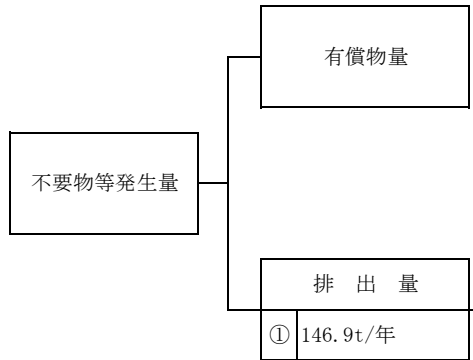 有償物量
不要物等発生量
排 出 量
① 146.9t/年